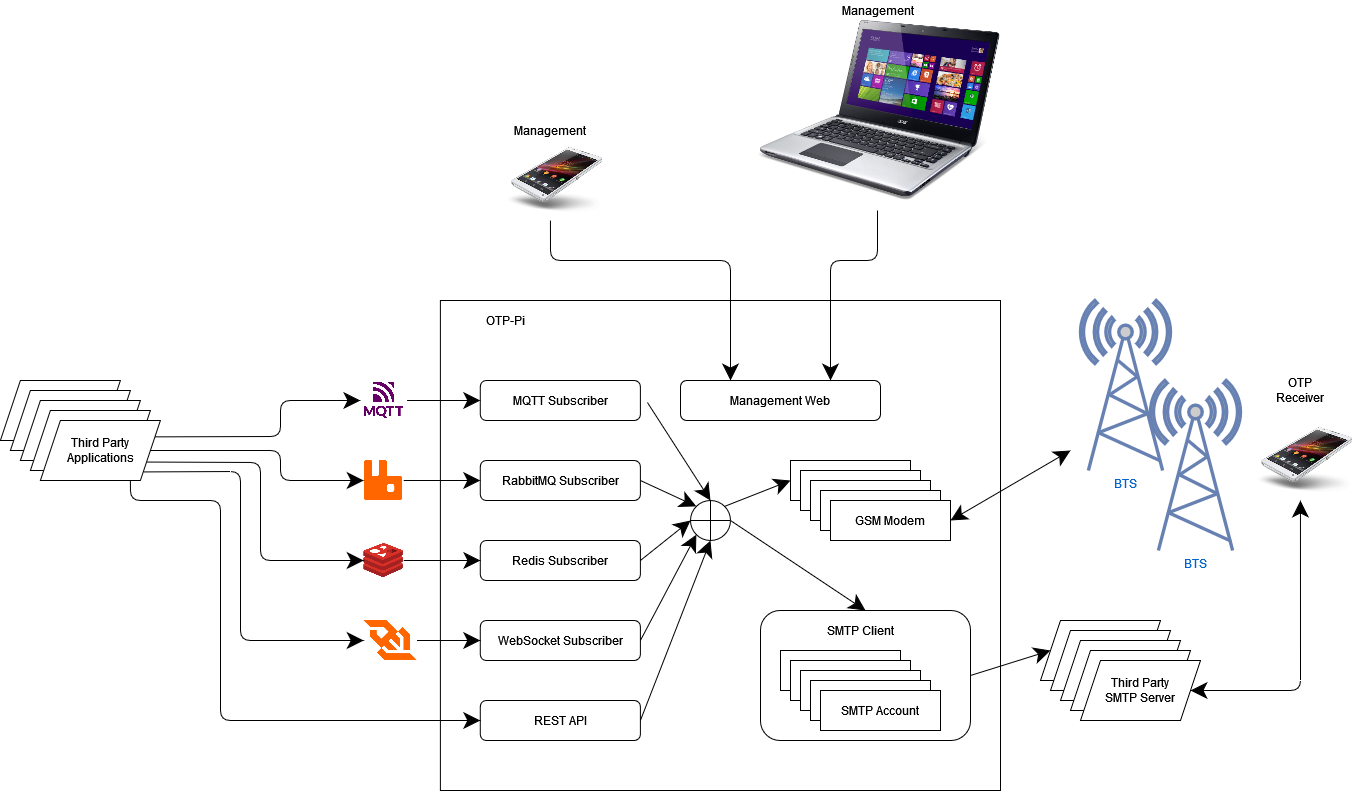 Management
Management
OTP-Pi
MQTT
MQTT Subscriber
Management Web
OTP
Receiver
Third Party
Applications
RabbitMQ Subscriber
BTS
GSM Modem
Redis Subscriber
BTS
WebSocket Subscriber
SMTP Client
Third Party
SMTP Server
SMTP Account
REST API